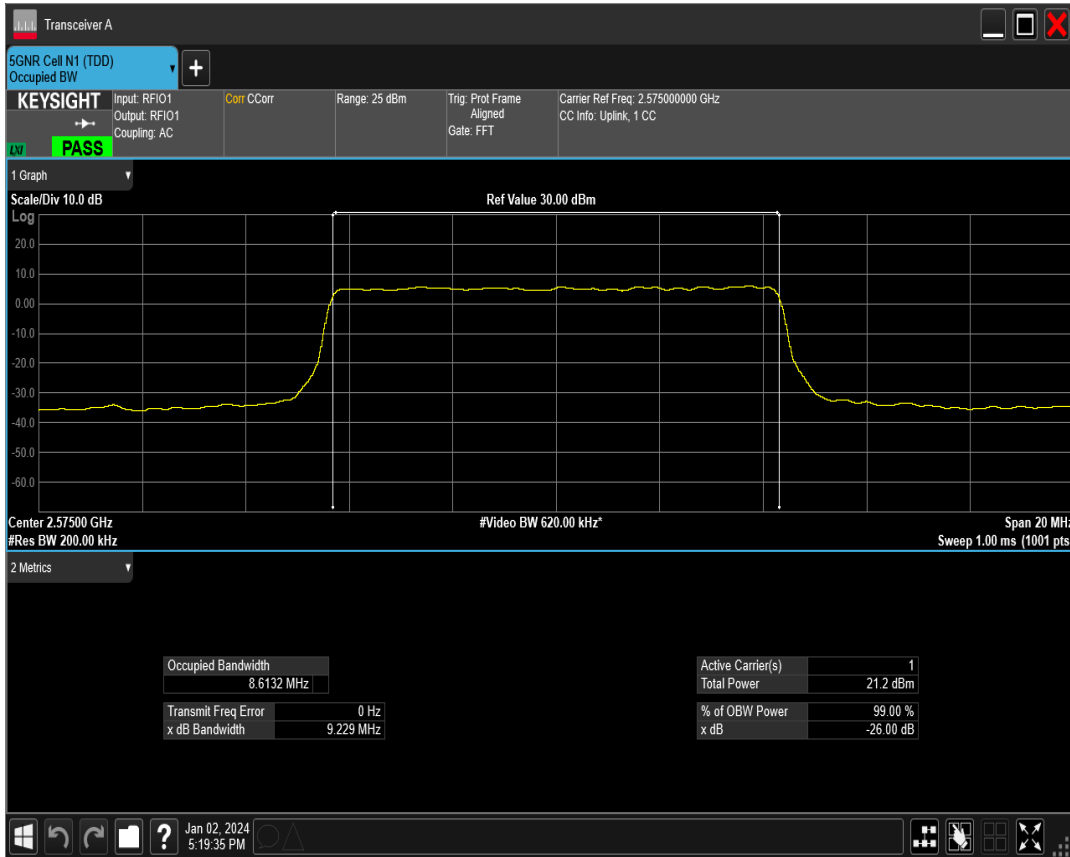 Transceiver A
5GNR Cell N1 (TDD)
Occupied BW
+
KEYSIGHT
LXI
PASS
Input: RFIO1
Output: RFIO1
Coupling: AC
Corr CCorr
Range: 25 dBm
Trig: Prot Frame
Aligned
Gate: FFT
Carrier Ref Freq: 2.575000000 GHz
CC Info: Uplink, 1 CC
1 Graph
Scale/Div 10.0 dB
Ref Value 30.00 dBm
Log
20.0
10.0
0.00
-10.0
-20.0
-30.0
-40.0
-50.0
-60.0
Center 2.57500 GHz
#Video BW 620.00 kHz*
Span 20 MHz
#Res BW 200.00 kHz
Sweep 1.00 ms (1001 pts
2 Metrics
Occupied Bandwidth
8.6132 MHz
Transmit Freq Error 0 Hz
x dB Bandwidth 9.229 MHz
Active Carrier(s) 1
Total Power 21.2 dBm
% of OBW Power 99.00 %
x dB -26.00 dB
?
Jan 02, 2024
5:19:35 PM